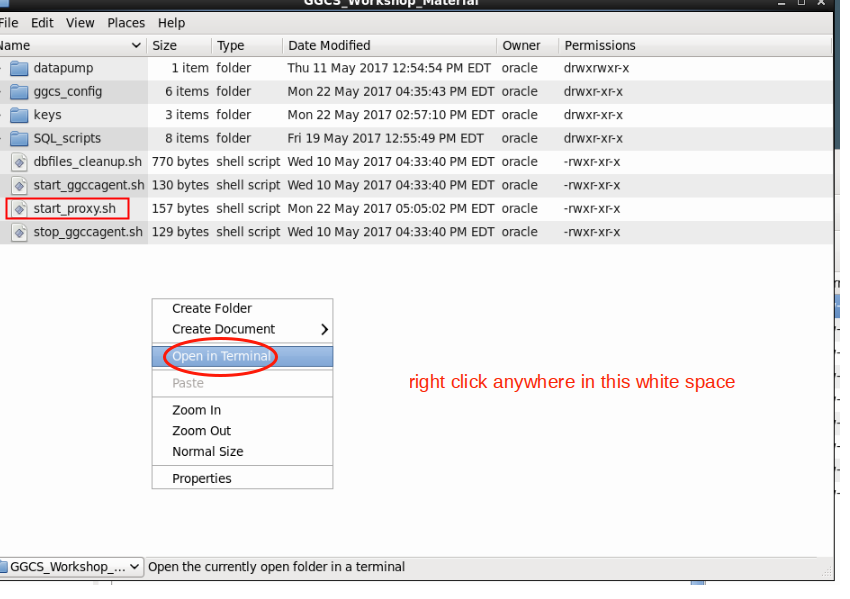 GGCS_Workshop_Material
File Edit View Places Help
Name Size Type Date Modified Owner Permissions
datapump 1 item folder Thu 11 May 2017 12:54:54 PM EDT oracle drwxrwxr-x
ggcs_config 6 items folder Mon 22 May 2017 04:35:43 PM EDT oracle drwxr-xr-x
keys 3 items folder Mon 22 May 2017 02:57:10 PM EDT oracle drwxr-xr-x
SQL_scripts 8 items folder Fri 19 May 2017 12:55:49 PM EDT oracle drwxr-xr-x
dbfiles_cleanup.sh 770 bytes shell script Wed 10 May 2017 04:33:40 PM EDT oracle -rwxr-xr-x
start_ggccagent.sh 130 bytes shell script Wed 10 May 2017 04:33:40 PM EDT oracle -rwxr-xr-x
start_proxy.sh 157 bytes shell script Mon 22 May 2017 05:05:02 PM EDT oracle -rwxr-xr-x
stop_ggccagent.sh 129 bytes shell script Wed 10 May 2017 04:33:40 PM EDT oracle -rwxr-xr-x
Create Folder
Create Document
Open in Terminal
Paste
right click anywhere in this white space
Zoom In
Zoom Out
Normal Size
Properties
GGCS_Workshop_... Open the currently open folder in a terminal